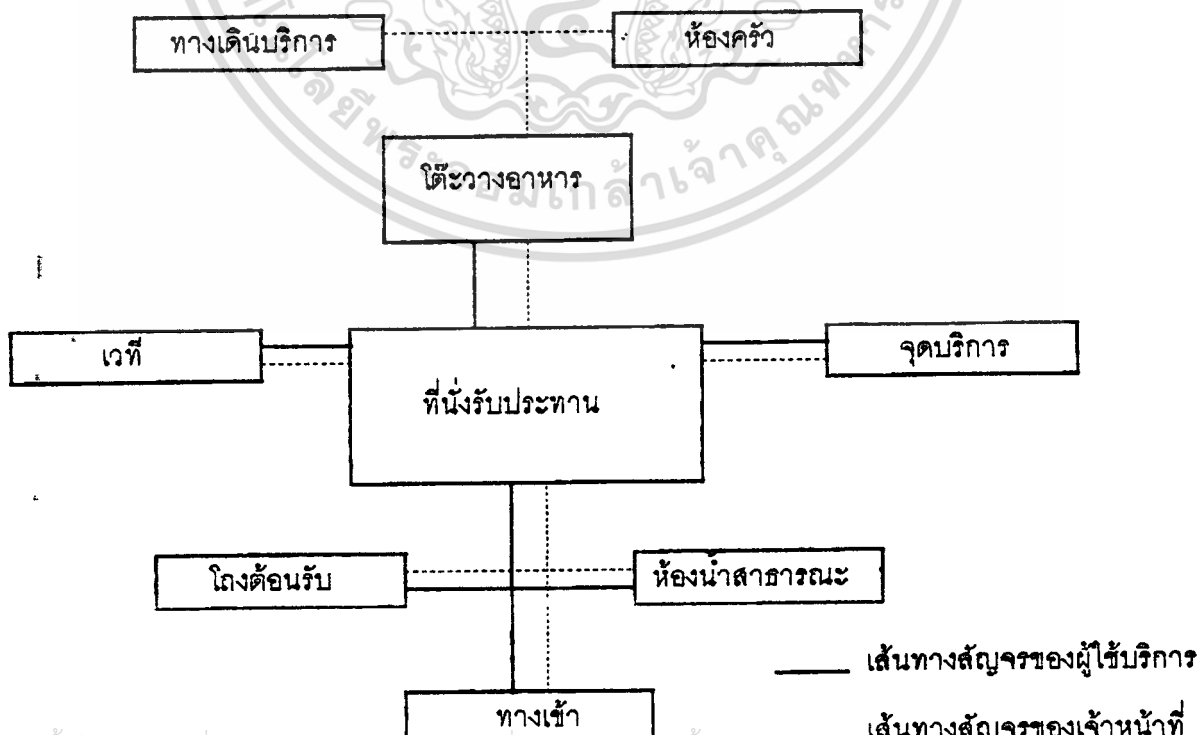 ทางเดินบริการ
ห้องครัว
โต๊ะวางอาหาร
เวที
จุดบริการ
ที่นั่งรับประทาน
โถงต้อนรับ
ห้องน้ำสาธารณะ
เส้นทางสัญจรของผู้ใช้บริการ
ทางเข้า
เส้นทางสัญจรของเจ้าหน้าที่